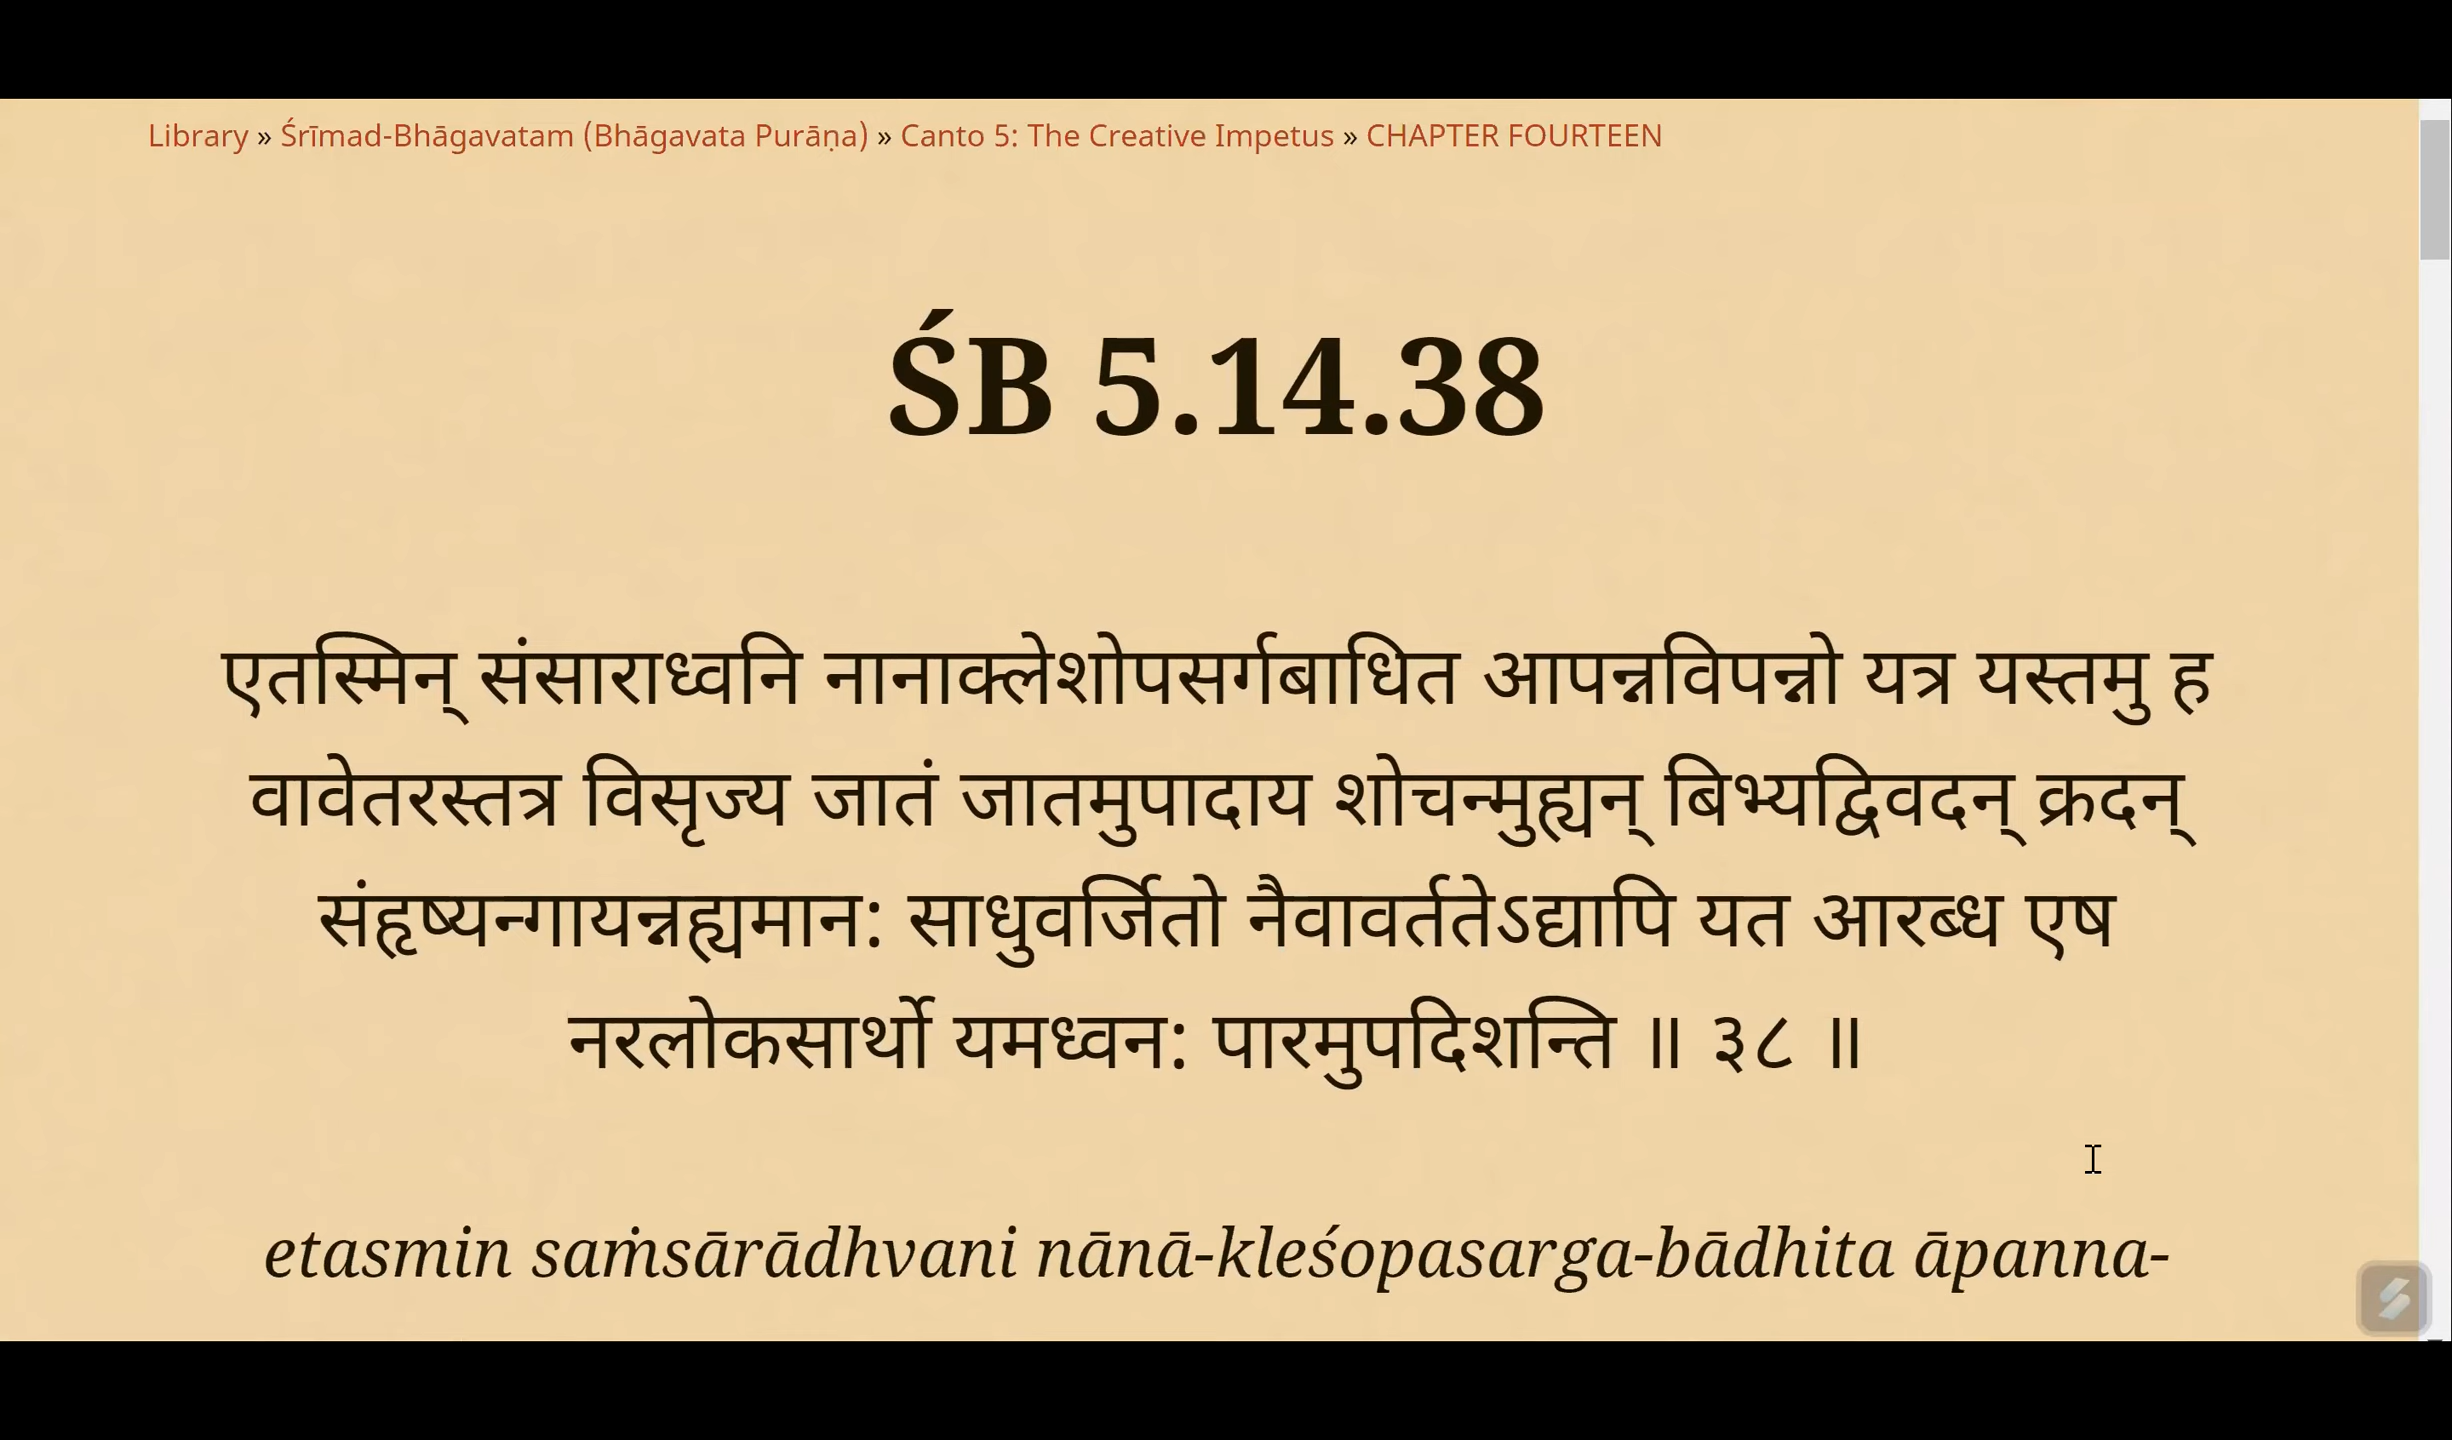 Library » Śrīmad-Bhāgavatam (Bhāgavata Purāṇa) » Canto 5: The Creative Impetus » CHAPTER FOURTEEN
ŚB 5.14.38
एतस्मिन् संसाराध्वनि नानाक्लेशोपसर्गबाधित आपन्नविपन्नो यत्र यस्तमु ह
वावेतरस्तत्र विसृज्य जातं जातमुपादाय शोचन्मुह्यन् बिभ्यद्विवदन् क्रदन्
संहृष्यन्गायन्नह्यमान: साधुवर्जितो नैवावर्ततेऽद्यापि यत आरब्ध एष
नरलोकसार्थो यमध्वन: पारमुपदिशन्ति ॥ ३८ ॥
etasmin saṁsārādhvani nānā-kleśopasarga-bādhita āpanna-